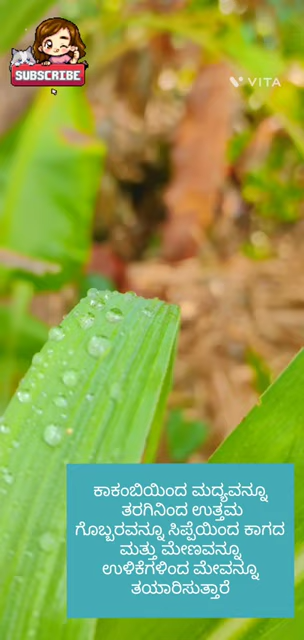 SUBSCRIBE
VITA
ಕಾಕಂಬಿಯಿಂದ ಮದ್ಯವನ್ನೂ
ತರಗಿನಿಂದ ಉತ್ತಮ
ಗೊಬ್ಬರವನ್ನೂ ಸಿಪ್ಪೆಯಿಂದ ಕಾಗದ
ಮತ್ತು ಮೇಣವನ್ನೂ
ಉಳಿಕೆಗಳಿಂದ ಮೇವನ್ನೂ
ತಯಾರಿಸುತ್ತಾರೆ